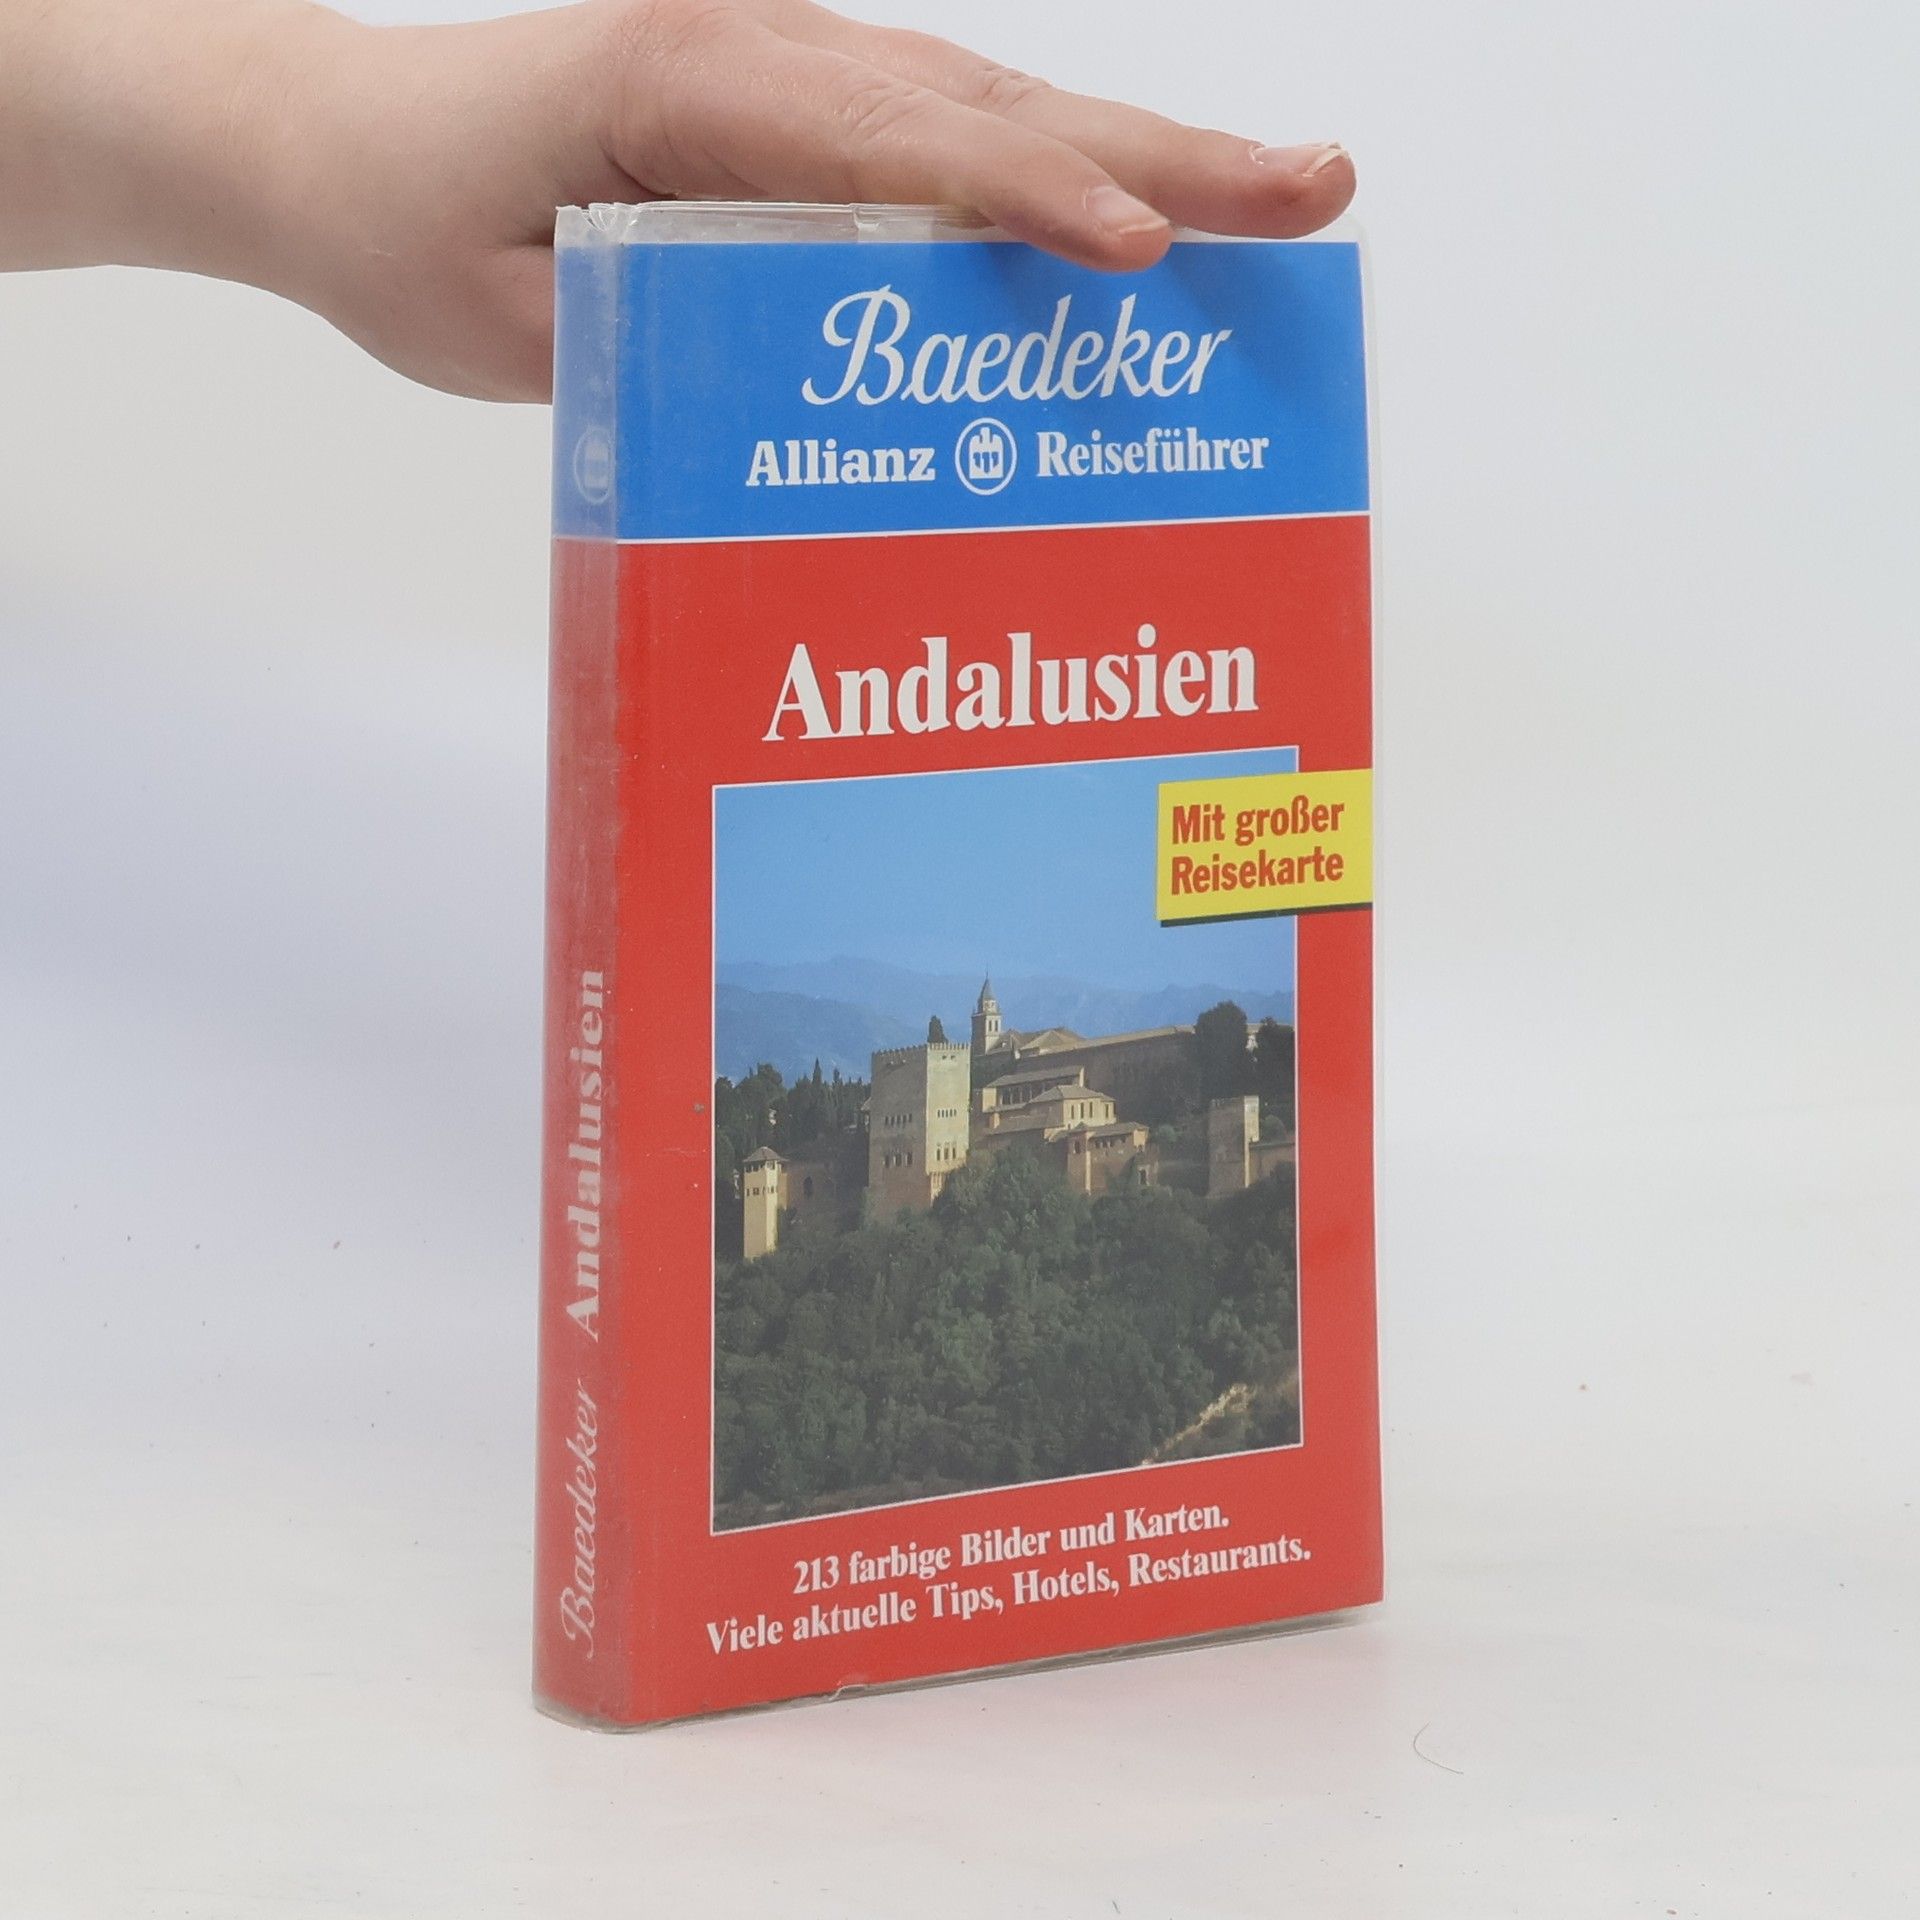 Baedeker
Allianz Reiseführer
Andalusien
Mit großer
Reisekarte
213 farbige Bilder und Karten.
Viele aktuelle Tips, Hotels, Restaurants.
Baedeker Andalusien